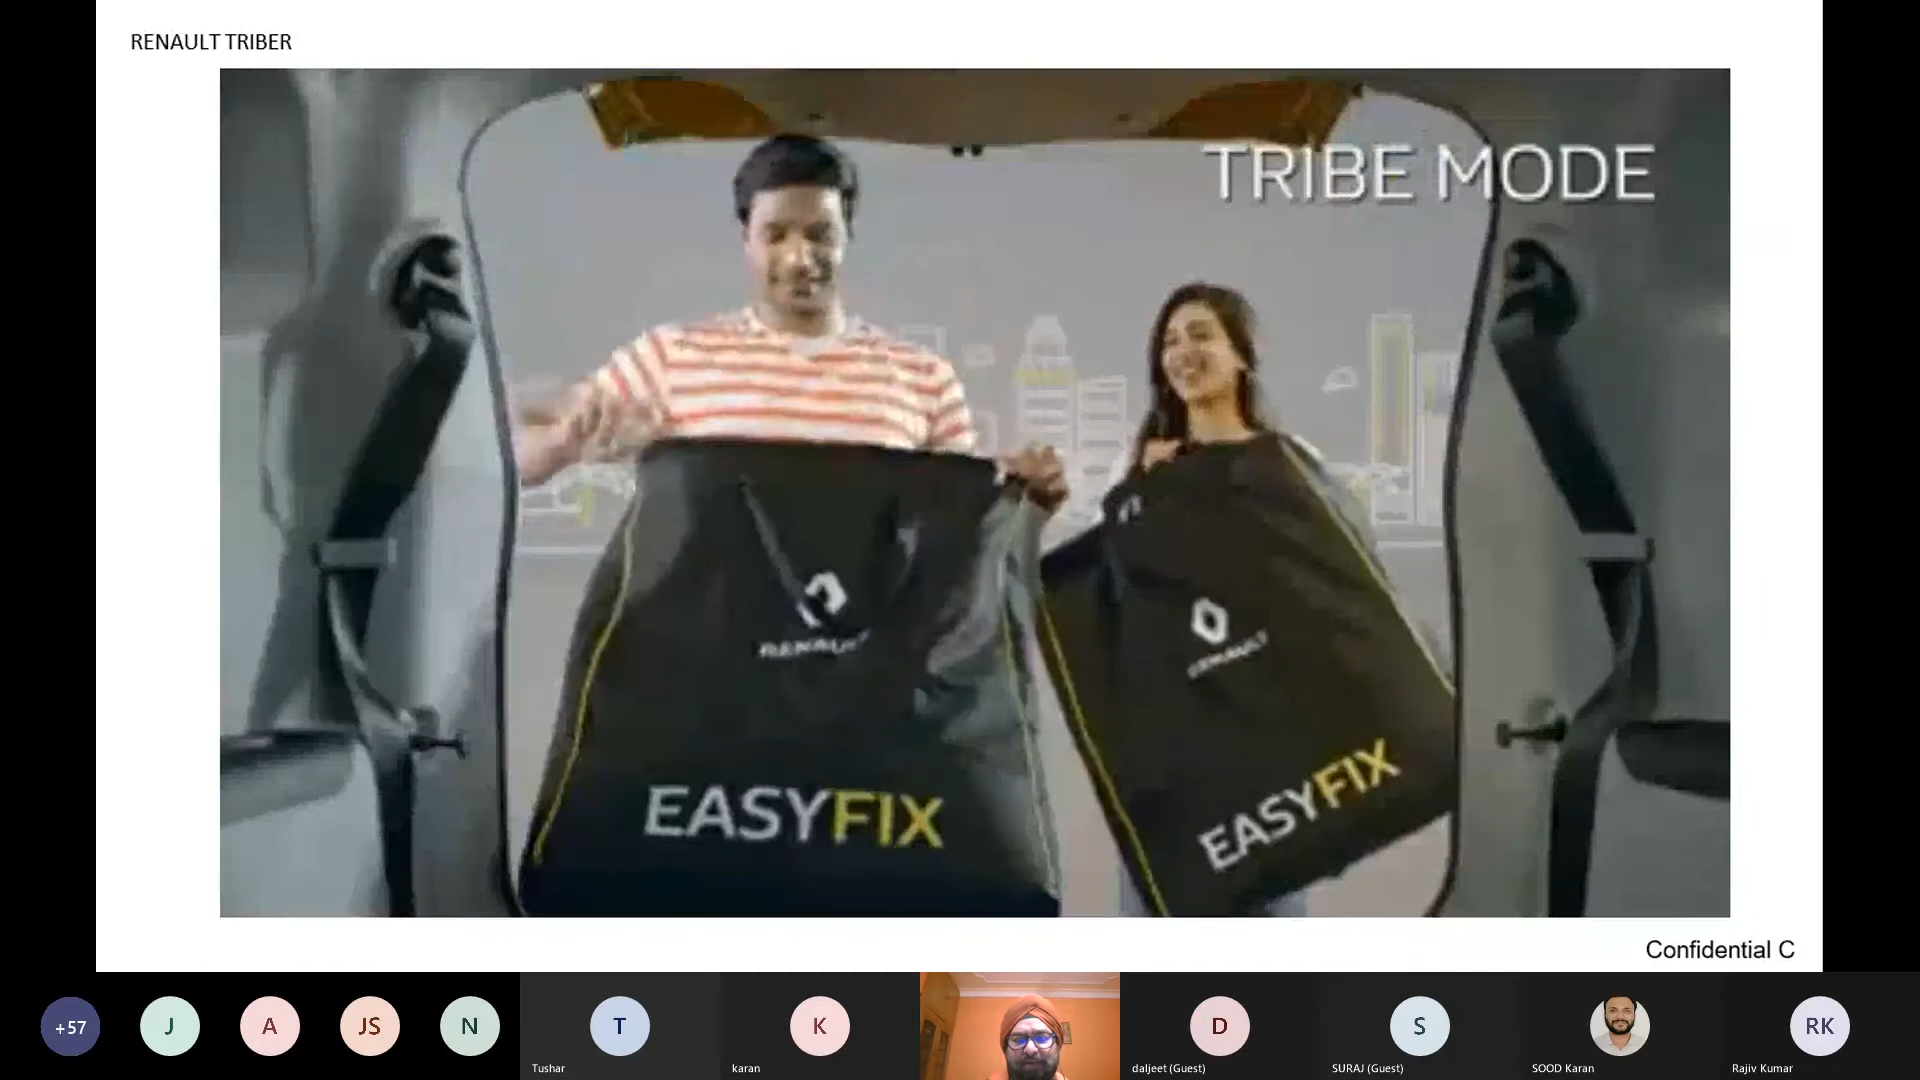 RENAULT TRIBER
TRIBE MODE
RENAULT
RENAULT
EASYFIX
EASYFIX
Confidential C
+57
J
A
JS
N
T
K
D
S
RK
Tushar
karan
daljeet (Guest)
SURAJ (Guest)
SOOD Karan
Rajiv Kumar